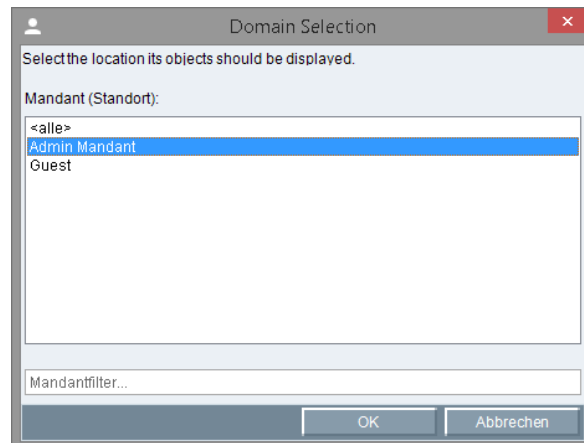 Domain Selection
Select the location its objects should be displayed.
Mandant (Standort):
<alle>
Admin Mandant
Guest
Mandantfilter...
OK
Abbrechen